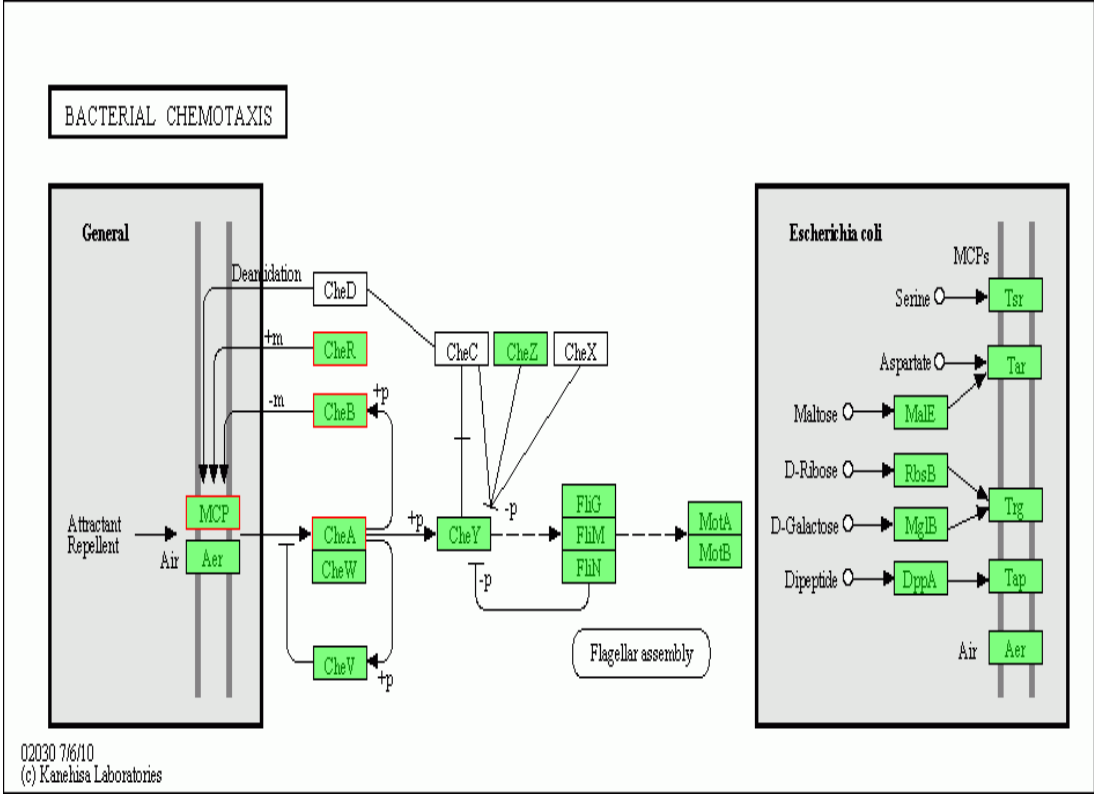 BACTERIAL CHEMOTAXIS
General
Deamidation
CheD
+m
CheR
-m
CheB
+p
MCP
Attractant
Repellent
Air
Aer
CheA
CheW
+p
CheV
+p
CheC
CheZ
CheX
-p
CheY
-p
FliG
FliM
FliN
MotA
MotB
Flagellar assembly
Escherichia coli
MCPs
Serine
Tsr
Aspartate
Tar
Maltose
MalE
D-Ribose
RbsB
Trg
D-Galactose
MglB
Dipeptide
DppA
Tap
Air
Aer
02030 7/6/10
(c) Kanehisa Laboratories